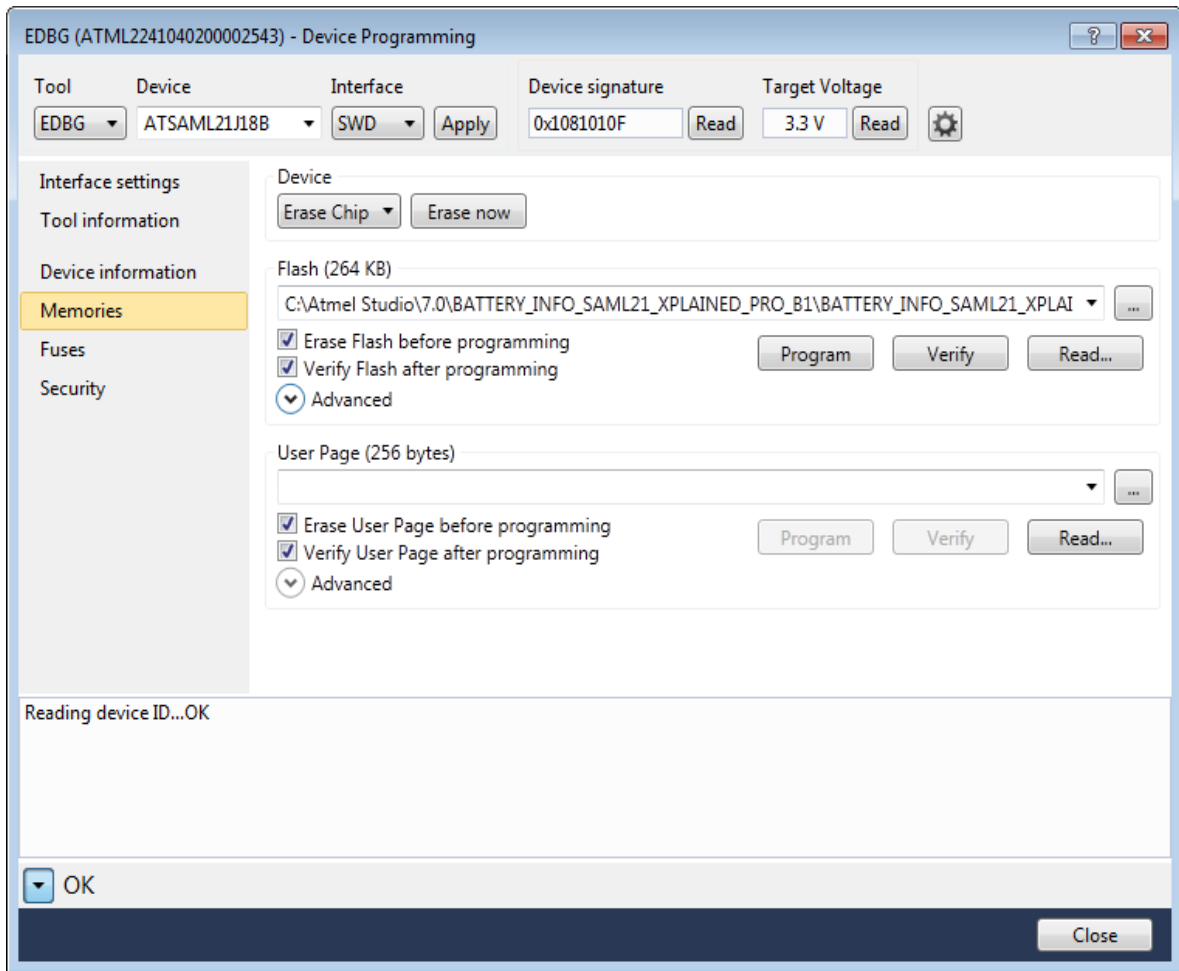 EDBG (ATML2241040200002543) - Device Programming
Tool Device Interface Device signature Target Voltage
EDBG ATSAML21J18B SWD Apply 0x1081010F Read 3.3 V Read
Interface settings
Tool information
Device information
Memories
Fuses
Security
Device
Erase Chip Erase now
Flash (264 KB)
C:\Atmel Studio\7.0\BATTERY_INFO_SAML21_XPLAINED_PRO_B1\BATTERY_INFO_SAML21_XPLAI ...
Erase Flash before programming
Verify Flash after programming
Program Verify Read...
Advanced
User Page (256 bytes)
...
Erase User Page before programming
Verify User Page after programming
Program Verify Read...
Advanced
Reading device ID...OK
OK
Close